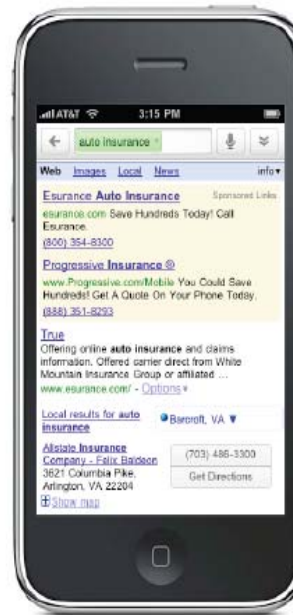 AT&T 3:15 PM
auto insurance
Web Images Local News info
Esurance Auto Insurance Sponsored Links
esurance.com Save Hundreds Today! Call
Esurance.
(800) 354-8300
Progressive Insurance ®
www.Progressive.com/Mobile You Could Save
Hundreds! Get A Quote On Your Phone Today.
(888) 351-8293
True
Offering online auto insurance and claims
information. Offered carrier direct from White
Mountain Insurance Group or affiliated ...
www.esurance.com/ - Options
Local results for auto
insurance
Barcroft, VA
Allstate Insurance
Company - Felix Baldeon
3621 Columbia Pike,
Arlington, VA 22204
Show map
(703) 486-3300
Get Directions